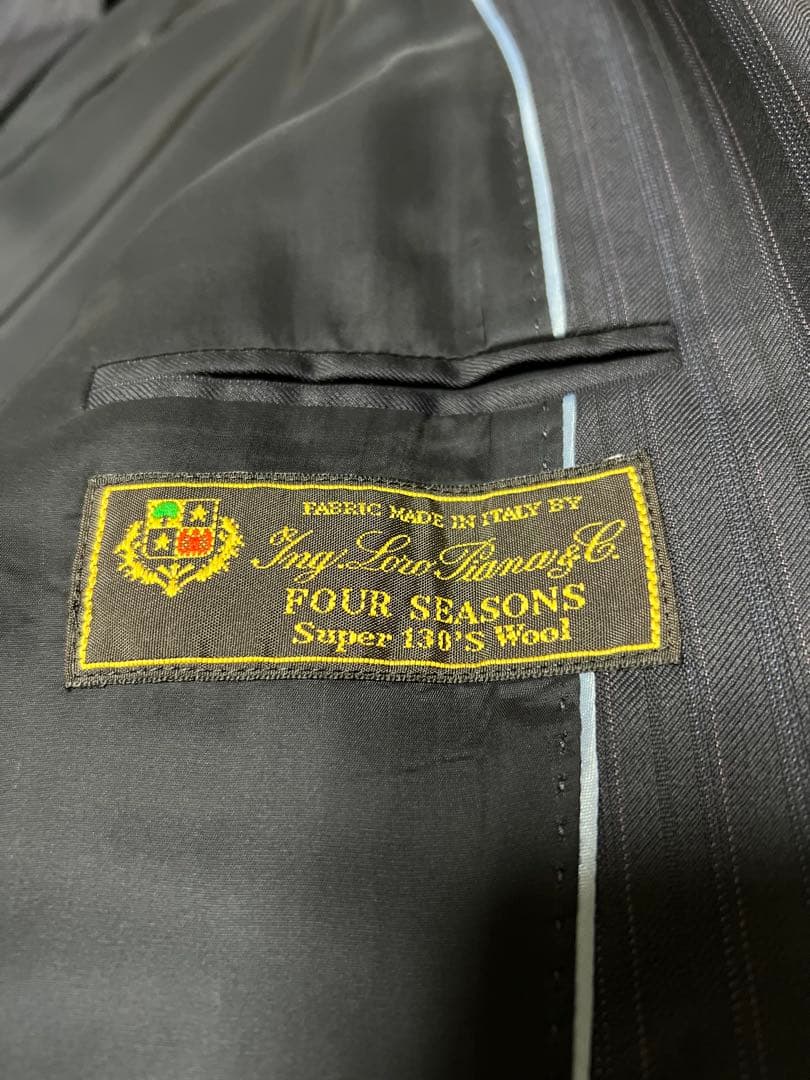 FABRIC MADE IN ITALY BY
Ing. Loro Piana & C.
FOUR SEASONS
Super 130'S Wool